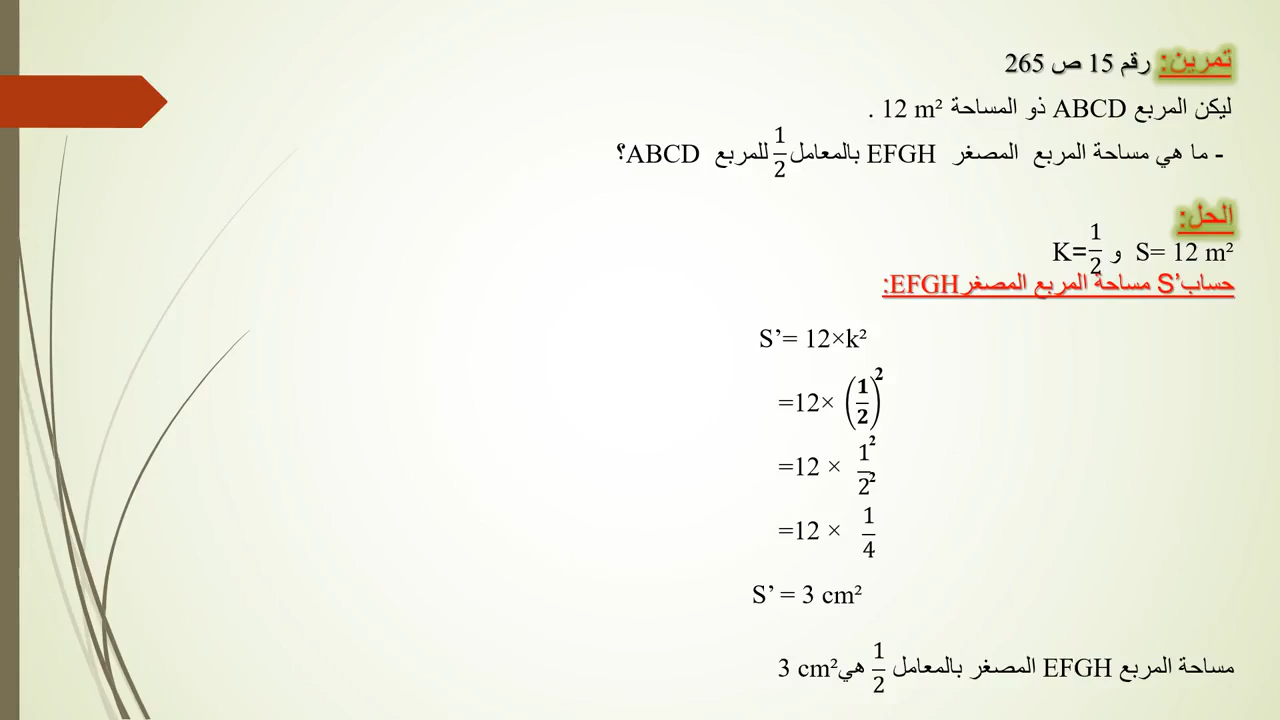 تمرين: رقم 15 ص 265
ليكن المربع ABCD ذو المساحة 12 m² .
- ما هي مساحة المربع المصغر EFGH بالمعامل 1/2 للمربع ABCD؟
الحل:
S= 12 m² و K=1/2
حساب S’ مساحة المربع المصغر EFGH:
S’= 12×k²
=12× (1/2)²
=12 × 1²/2²
=12 × 1/4
S’ = 3 cm²
مساحة المربع EFGH المصغر بالمعامل 1/2 هي 3 cm²